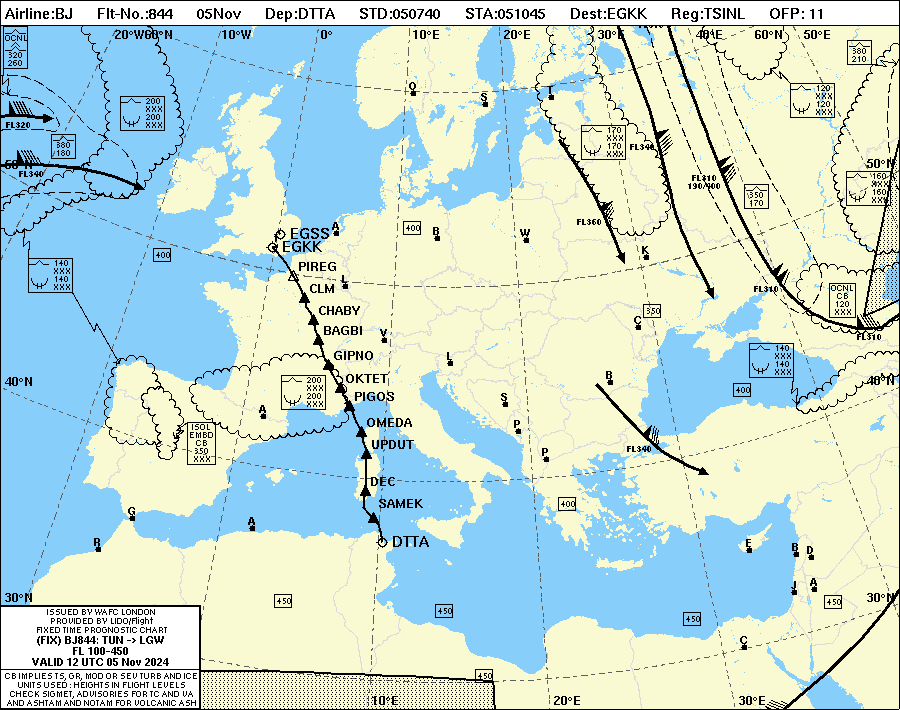 Airline:BJ Flt-No.:844 05Nov Dep:DTTA STD:050740 STA:051045 Dest:EGKK Reg:TSINL OFP: 11
20°W 60°N 10°W 0° 10°E 20°E 30°E 40°E 60°N 50°E
OCNL
320
260
380
210
200
XXX
200
XXX
120
XXX
120
XXX
FL320
380
180
170
XXX
170
XXX
FL340
50°N
FL340
FL310
190/400
50°N
160
XXX
160
XXX
350
170
FL360
O
S
T
EGSS
EGKK
A
400
B
W
K
400
140
XXX
140
XXX
PIREG
L
CLM
FL310
OCNL
CB
120
XXX
CHABY
350
C
BAGBI
V
FL310
GIPNO
L
140
XXX
140
XXX
40°N
OKTET
200
XXX
200
XXX
B
400
40°N
PIGOS
S
A
OMEDA
P
ISOL
EMBD
CB
350
XXX
UPDUT
FL340
P
DEC
SAMEK
400
G
A
DTTA
R
E
B
D
J
A
30°N
450
450
450
450
30°N
C
450
10°E
20°E
30°E
ISSUED BY WAFC LONDON
PROVIDED BY LIDO/Flight
FIXED TIME PROGNOSTIC CHART
(FIX) BJ844: TUN -> LGW
FL 100-450
VALID 12 UTC 05 Nov 2024
CB IMPLIES TS, GR, MOD OR SEV TURB AND ICE
UNITS USED : HEIGHTS IN FLIGHT LEVELS
CHECK SIGMET, ADVISORIES FOR TC AND VA
AND ASHTAM AND NOTAM FOR VOLCANIC ASH